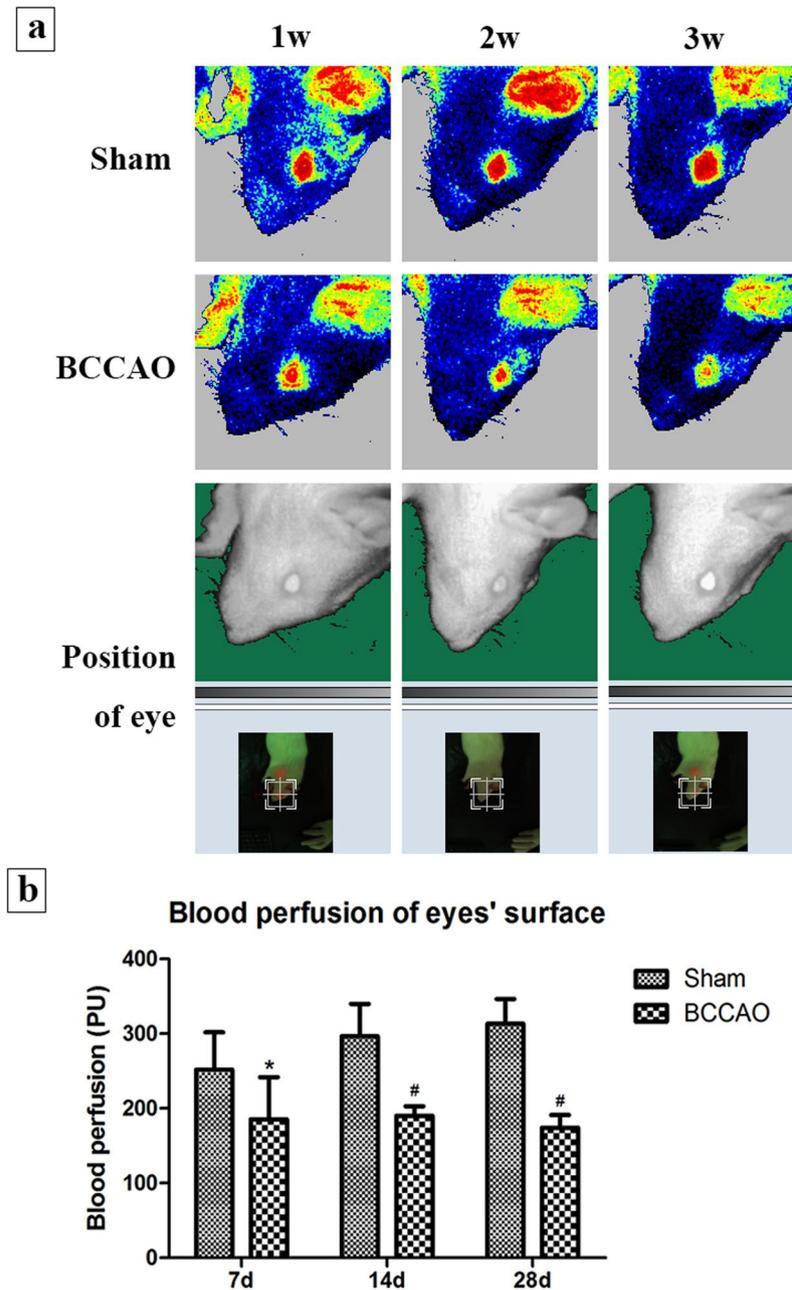 a
1w 2w 3w
Sham
BCCAO
Position
of eye
b
Blood perfusion of eyes' surface
Blood perfusion (PU)
400
300
200
100
0
*
#
#
7d 14d 28d
Sham
BCCAO